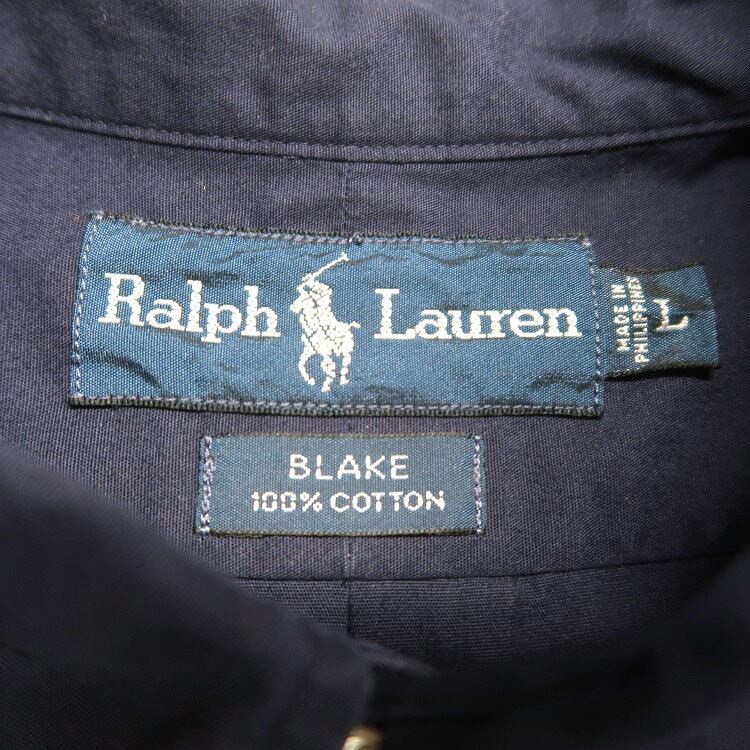 Ralph Lauren
MADE IN
PHILIPPINES
L
BLAKE
100% COTTON